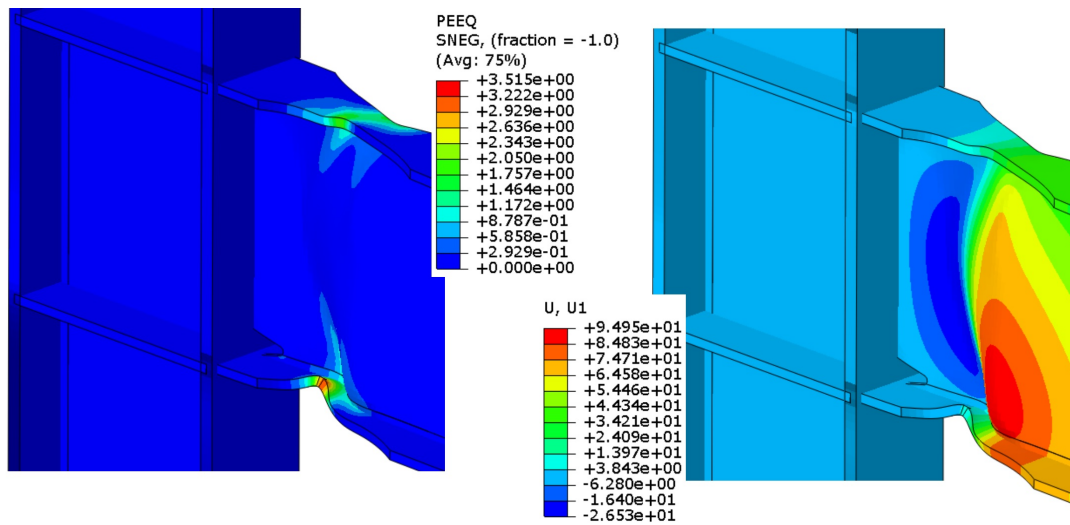 PEEQ
SNEG, (fraction = -1.0)
(Avg: 75%)
+3.515e+00
+3.222e+00
+2.929e+00
+2.636e+00
+2.343e+00
+2.050e+00
+1.757e+00
+1.464e+00
+1.172e+00
+8.787e-01
+5.858e-01
+2.929e-01
+0.000e+00
U, U1
+9.495e+01
+8.483e+01
+7.471e+01
+6.458e+01
+5.446e+01
+4.434e+01
+3.421e+01
+2.409e+01
+1.397e+01
+3.843e+00
-6.280e+00
-1.640e+01
-2.653e+01